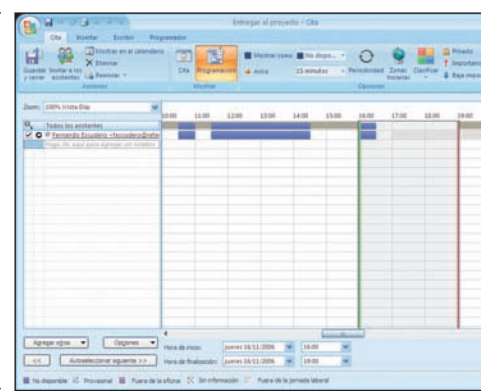 Entregar el proyecto - Cita
Cita Insertar Escribir Programador
Guardar y cerrar
Invitar a los asistentes
Mostrar en el calendario
Eliminar
Reenviar
Acciones
Cita
Programación
Mostrar
Mostrar como: No dispo...
Aviso: 15 minutos
Periodicidad
Zonas horarias
Clasificar
Privado
Importanci
Baja impor
Opciones
Zoom: 100% (Vista Día)
10:00 11:00 12:00 13:00 14:00 15:00 16:00 17:00 18:00 19:00
Todos los asistentes
Fernando Escudero <fescudero@
Haga clic aquí para agregar un nombre
Agregar otros Opciones
<< Autoseleccionar siguiente >>
Hora de inicio: jueves 16/11/2006 16:00
Hora de finalización: jueves 16/11/2006 19:00
No disponible Provisional Fuera de la oficina Sin información Fuera de la jornada laboral